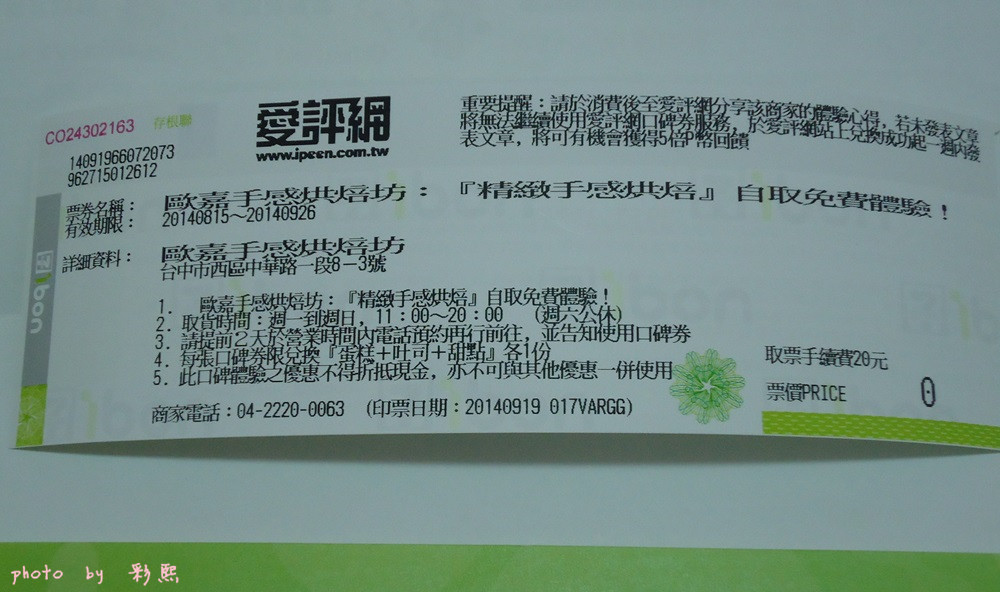 CO24302163 存根聯
14091966072073
962715012612
愛評網
www.ipeen.com.tw
重要提醒：請於消費後至愛評網分享該商家的體驗心得，若未發表文章
將無法繼續使用愛評網口碑券服務，於愛評網站上兌換成功起一週內發
表文章，將可有機會獲得5倍P幣回饋
票券名稱：歐嘉手感烘焙坊：『精緻手感烘焙』自取免費體驗！
有效期限：20140815～20140926
詳細資料：歐嘉手感烘焙坊
台中市西區中華路一段8－3號
1. 歐嘉手感烘焙坊：『精緻手感烘焙』自取免費體驗！
2. 取貨時間：週二到週日，11：00～20：00 （週六公休）
3. 請提前2天於營業時間內電話預約再行前往，並告知使用口碑券
4. 每張口碑券限兌換『蛋糕＋吐司＋甜點』各1份
5. 此口碑體驗之優惠不得折抵現金，亦不可與其他優惠一併使用
商家電話：04-2220-0063 （印票日期：20140919 017VARGG)
取票手續費20元
票價PRICE 0
ibon
photo by 彩熙